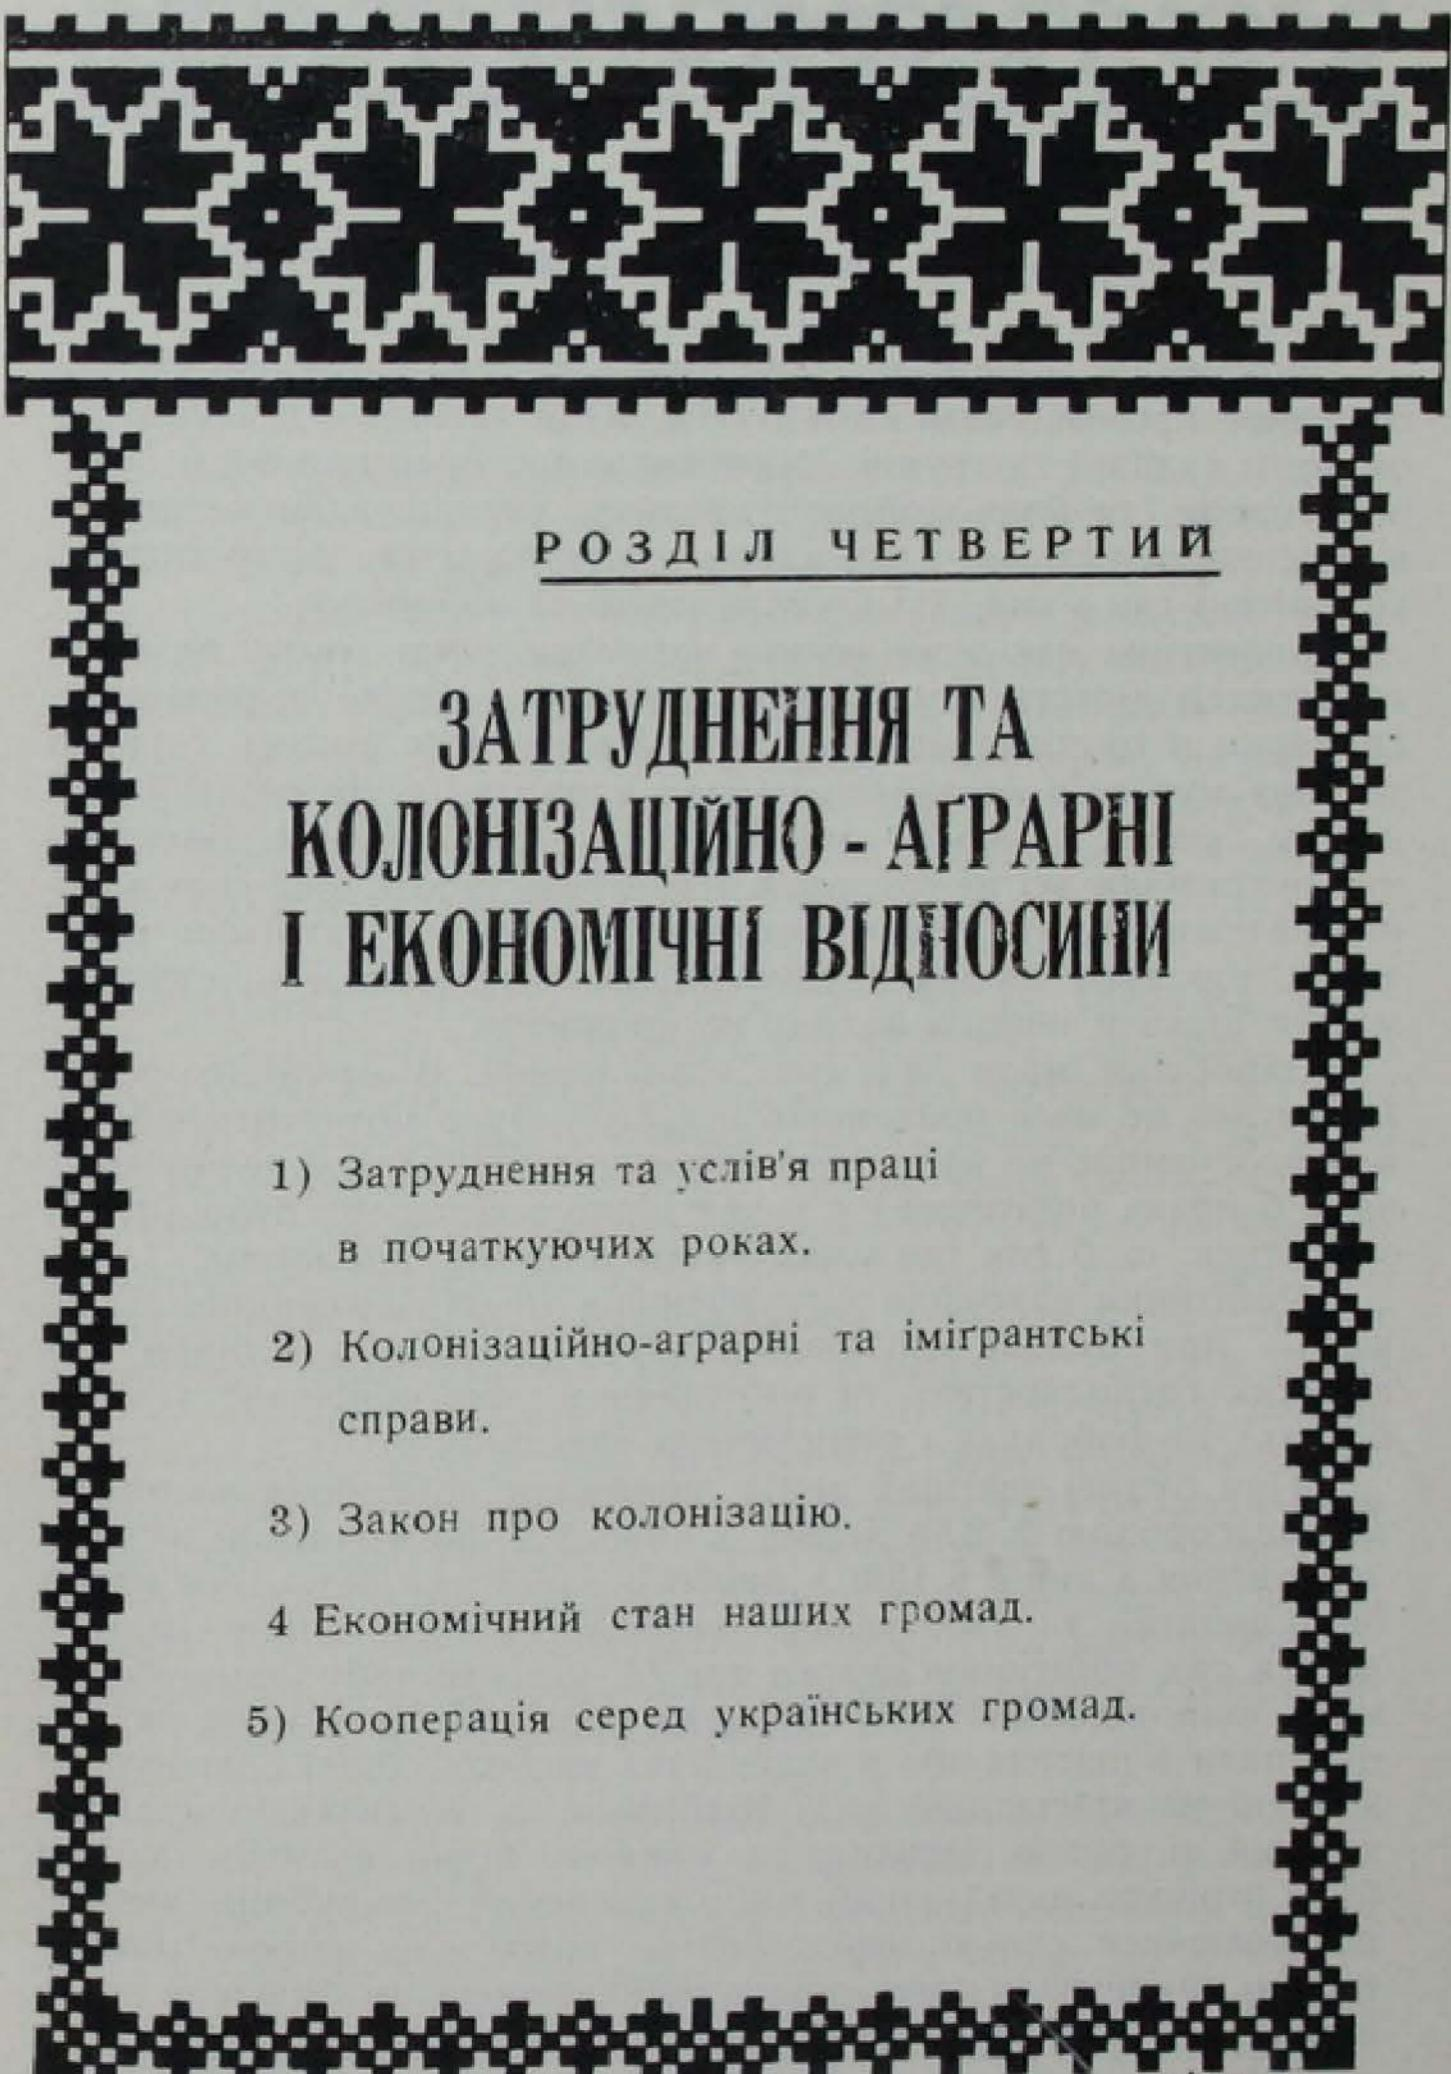 РОЗДІЛ ЧЕТВЕРТИЙ
ЗАТРУДНЕННЯ ТА
КОЛОНІЗАЦІЙНО - АҐРАРНІ
І ЕКОНОМІЧНІ ВІДНОСИНИ
1) Затруднення та услів'я праці
в початкуючих роках.
2) Колонізаційно-аґрарні та іміґрантські
справи.
3) Закон про колонізацію.
4 Економічний стан наших громад.
5) Кооперація серед українських громад.